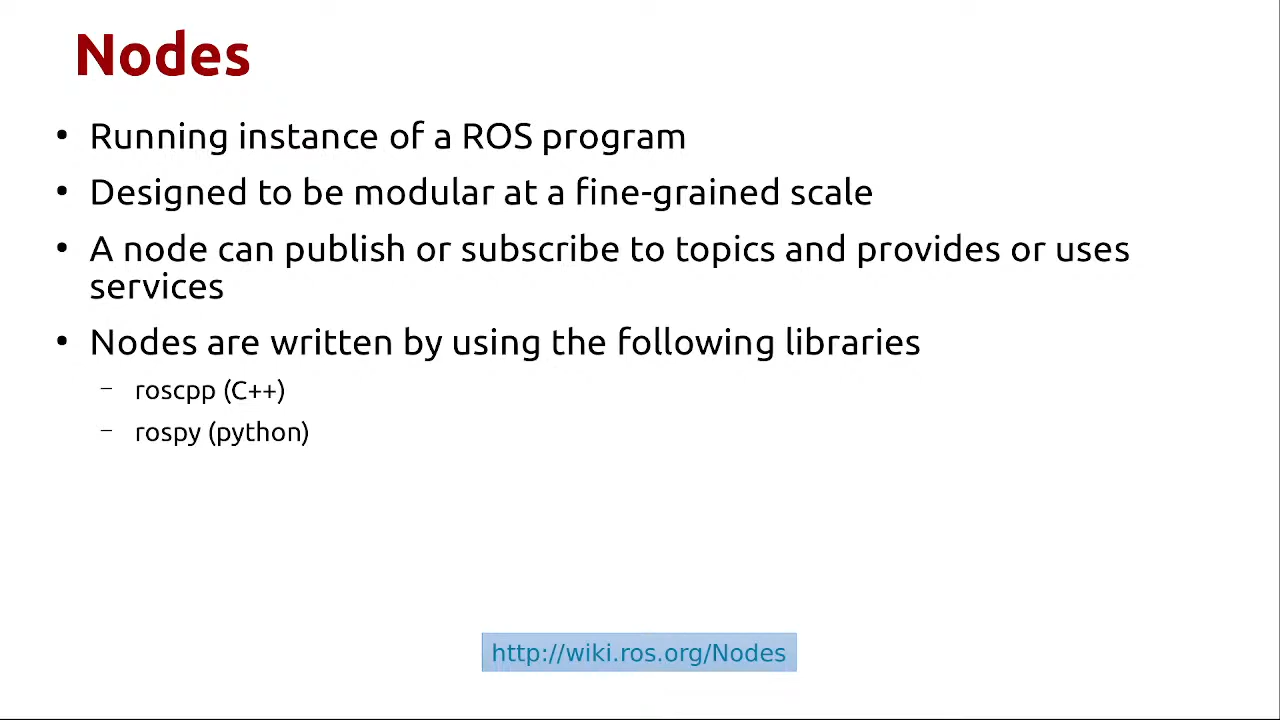 Nodes
• Running instance of a ROS program
• Designed to be modular at a fine-grained scale
• A node can publish or subscribe to topics and provides or uses
services
• Nodes are written by using the following libraries
– roscpp (C++)
– rospy (python)
http://wiki.ros.org/Nodes